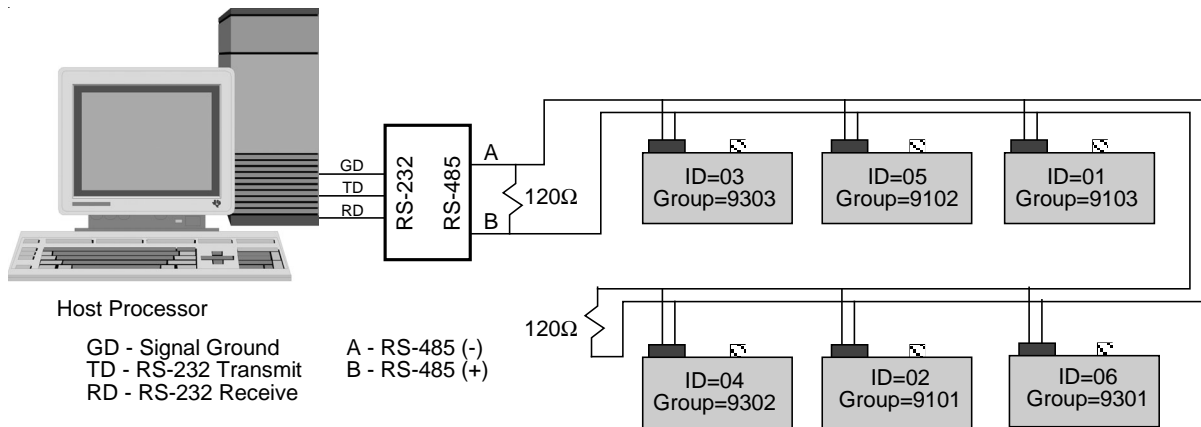 GD
TD
RD
RS-232
RS-485
A
B
120Ω
ID=03
Group=9303
ID=05
Group=9102
ID=01
Group=9103
120Ω
ID=04
Group=9302
ID=02
Group=9101
ID=06
Group=9301
Host Processor
GD - Signal Ground
TD - RS-232 Transmit
RD - RS-232 Receive
A - RS-485 (-)
B - RS-485 (+)